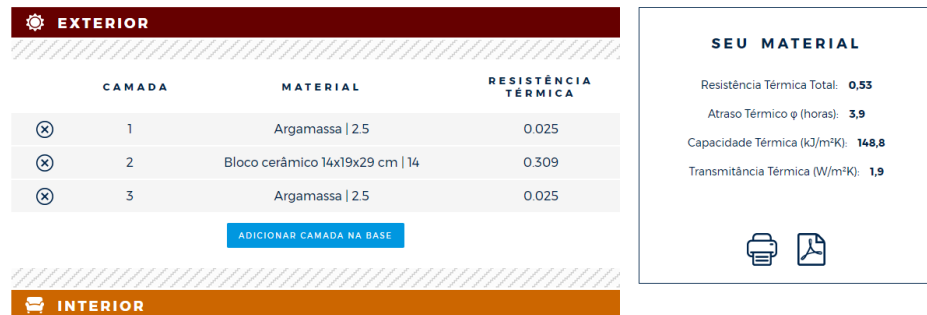 EXTERIOR
CAMADA MATERIAL RESISTÊNCIA TÉRMICA
1 Argamassa | 2.5 0.025
2 Bloco cerâmico 14x19x29 cm | 14 0.309
3 Argamassa | 2.5 0.025
ADICIONAR CAMADA NA BASE
INTERIOR
SEU MATERIAL
Resistência Térmica Total: 0,53
Atraso Térmico φ (horas): 3,9
Capacidade Térmica (kJ/m²K): 148,8
Transmitância Térmica (W/m²K): 1,9